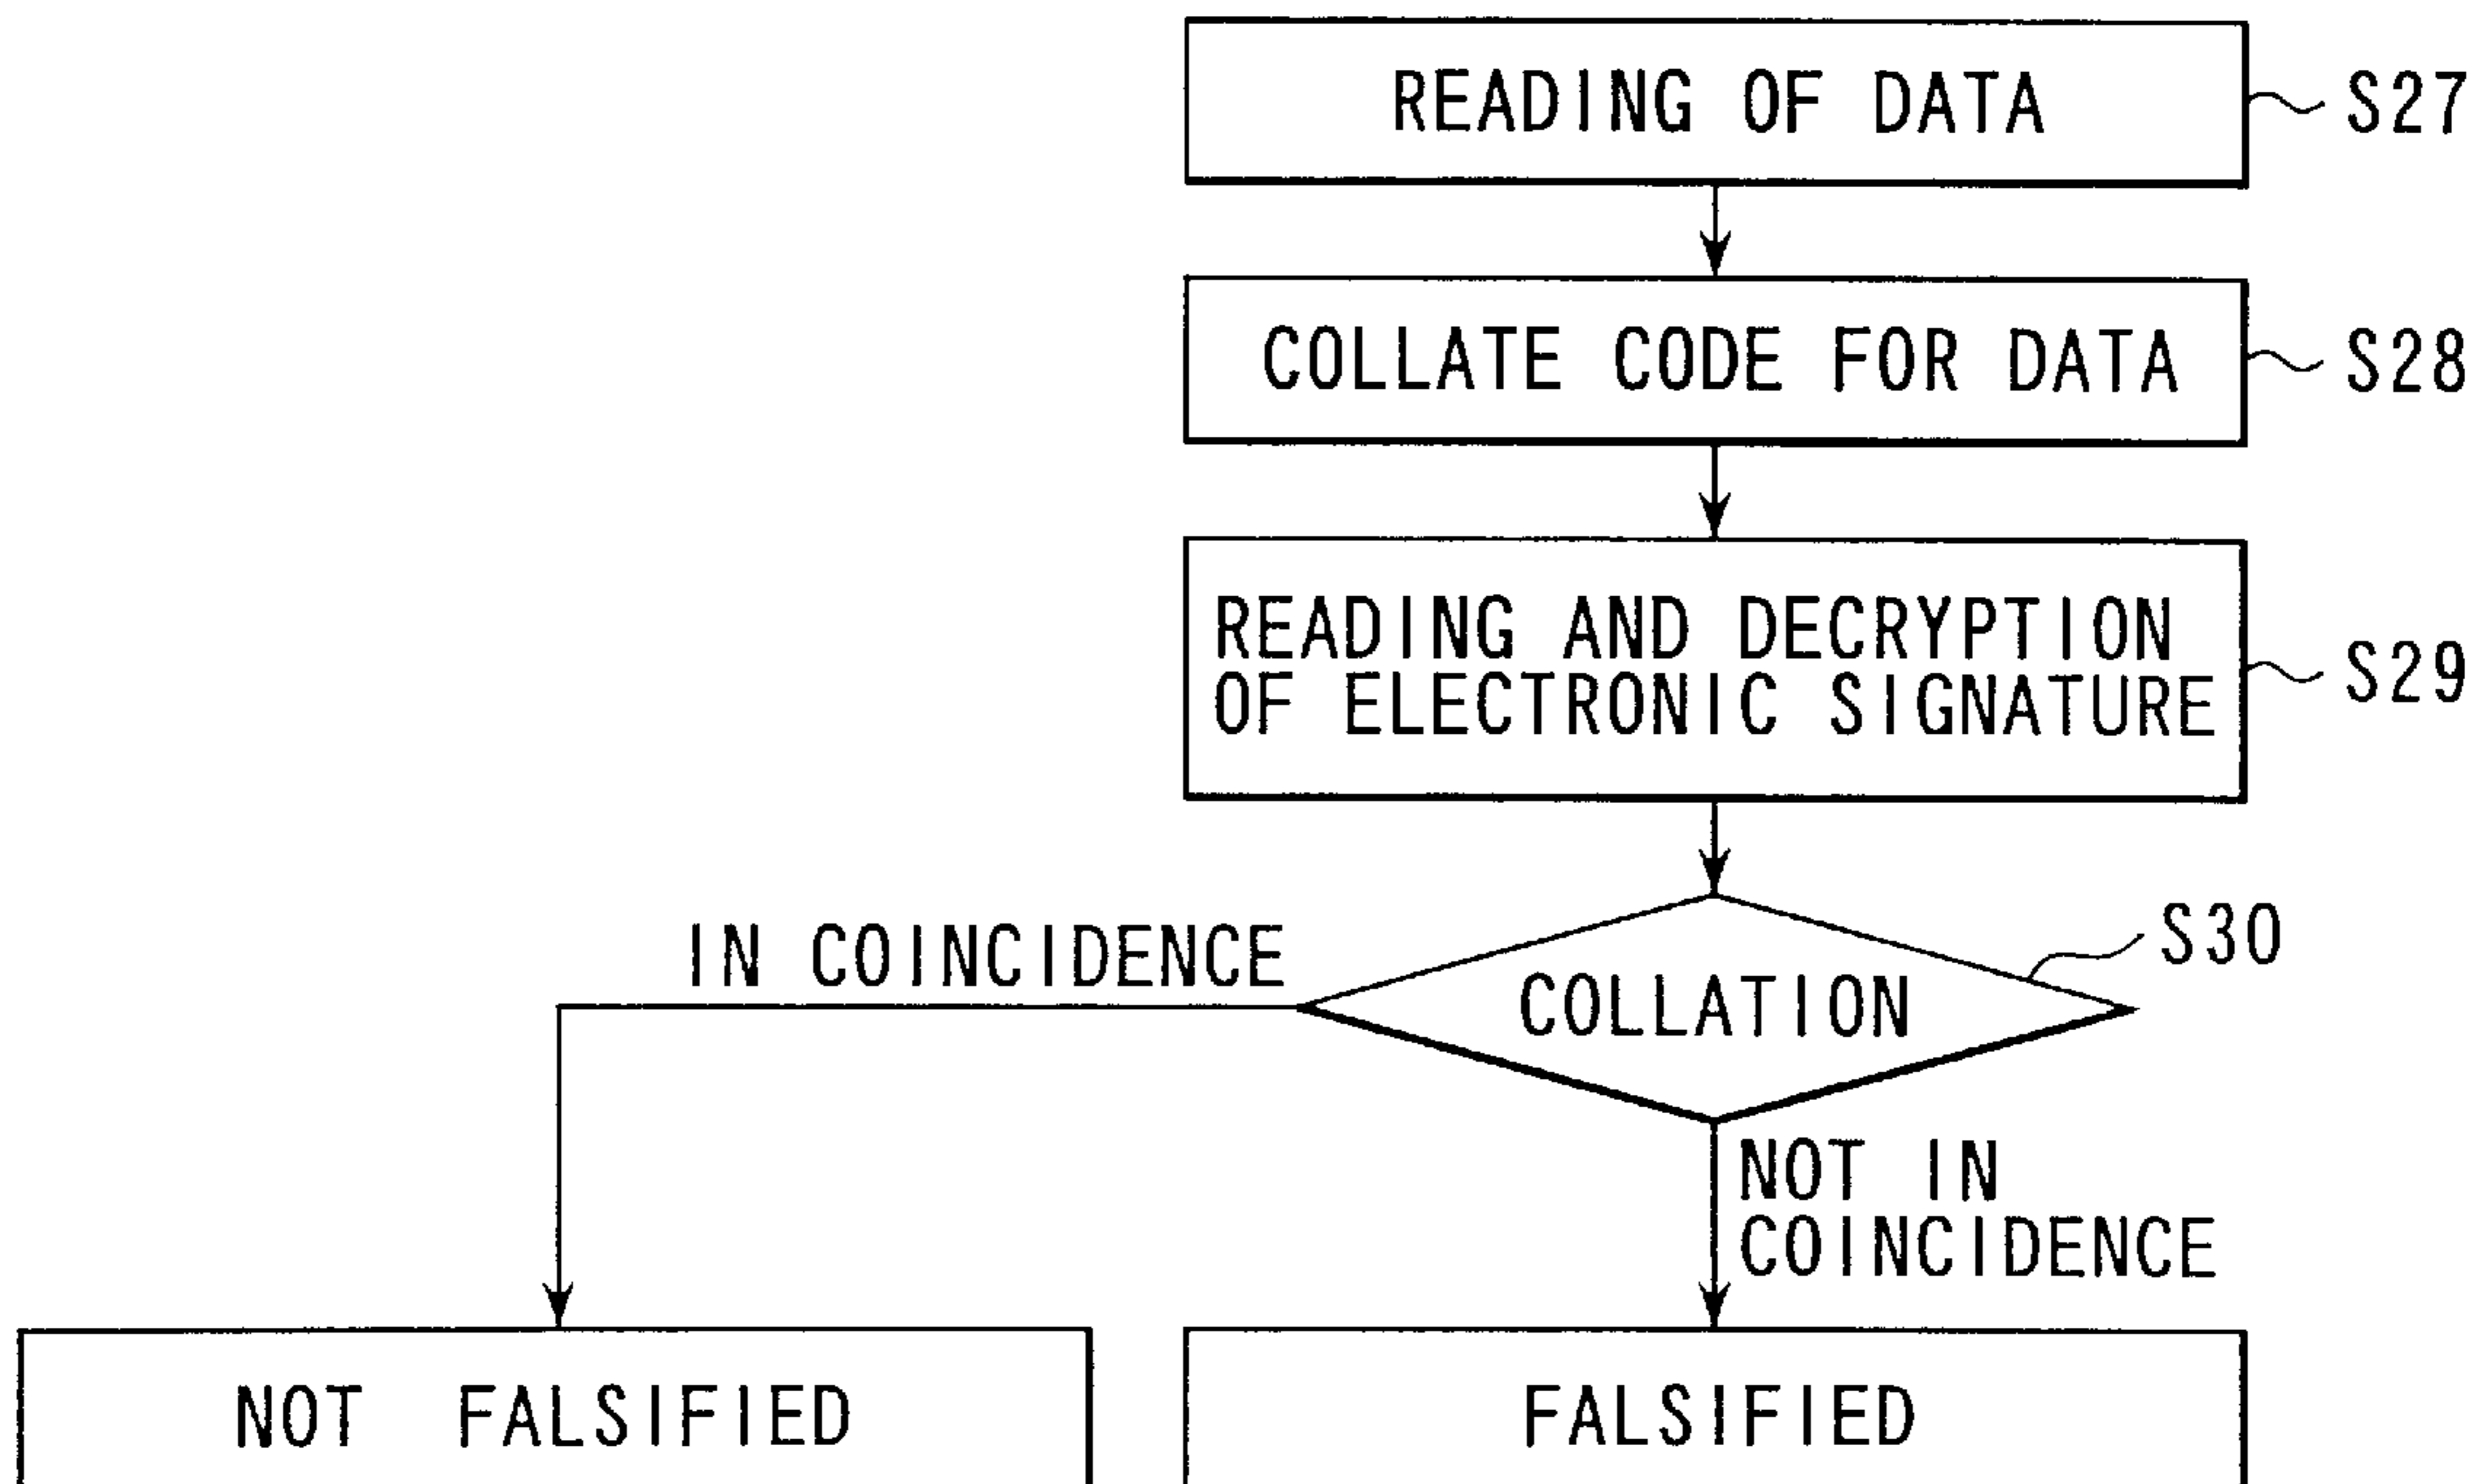 READING OF DATA
S27
COLLATE CODE FOR DATA
S28
READING AND DECRYPTION
OF ELECTRONIC SIGNATURE
S29
IN COINCIDENCE
S30
COLLATION
NOT IN
COINCIDENCE
NOT FALSIFIED
FALSIFIED